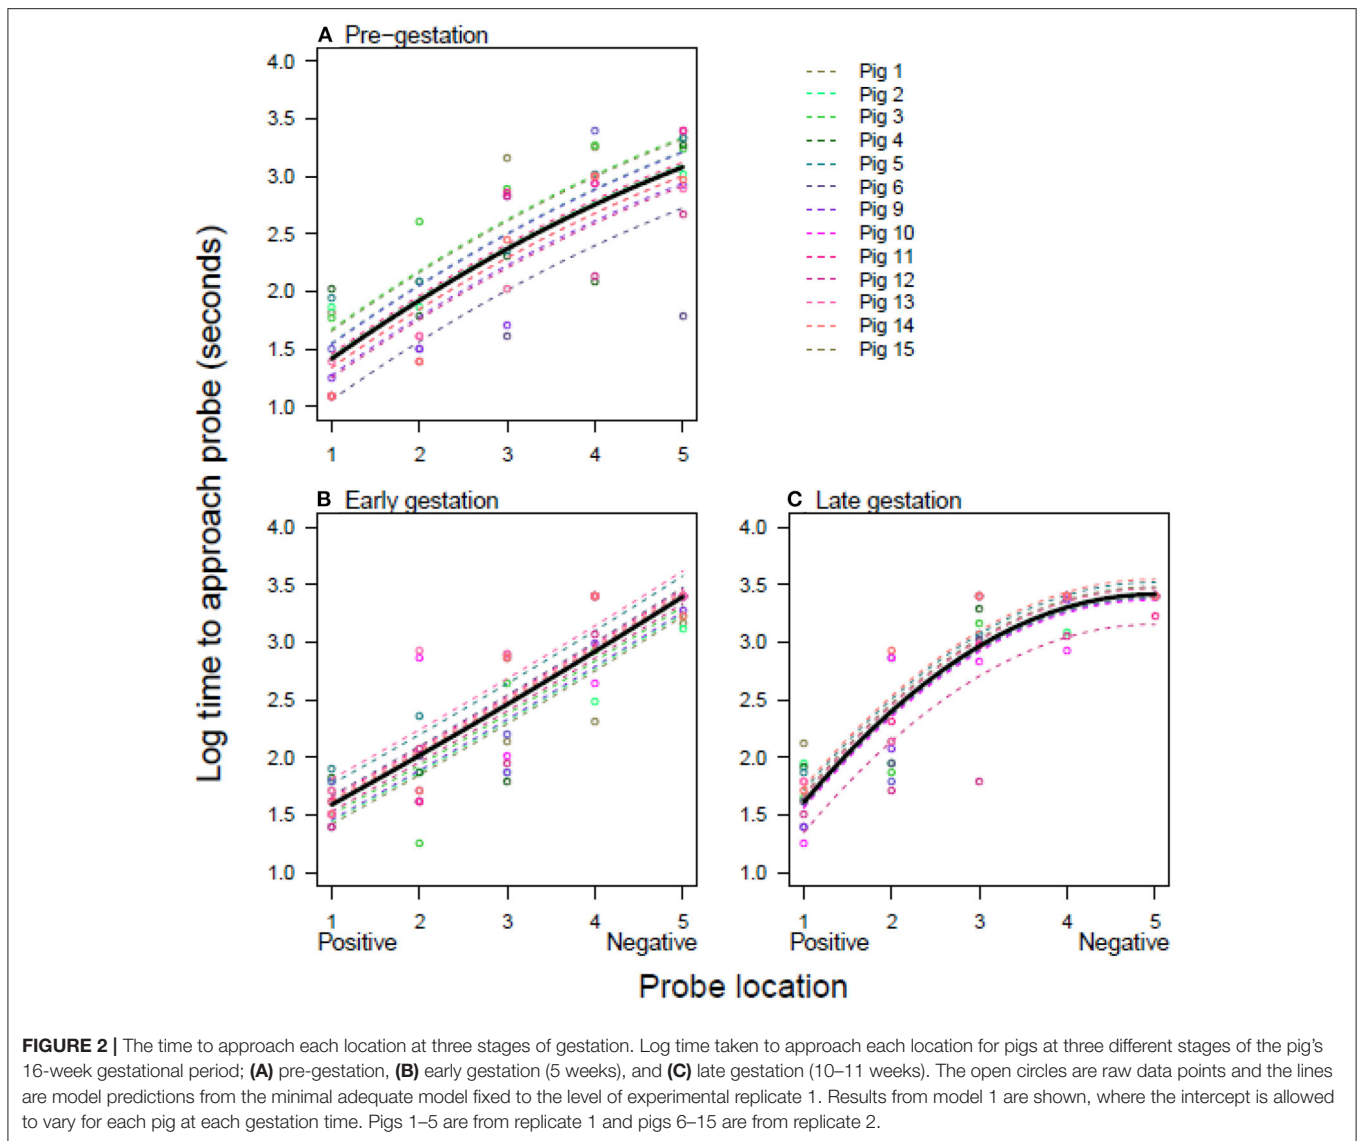 A Pre-gestation
4.0
3.5
3.0
2.5
2.0
1.5
1.0
1 2 3 4 5
Pig 1
Pig 2
Pig 3
Pig 4
Pig 5
Pig 6
Pig 9
Pig 10
Pig 11
Pig 12
Pig 13
Pig 14
Pig 15
Log time to approach probe (seconds)
B Early gestation
4.0
3.5
3.0
2.5
2.0
1.5
1.0
1 2 3 4 5
Positive Negative
C Late gestation
4.0
3.5
3.0
2.5
2.0
1.5
1.0
1 2 3 4 5
Positive Negative
Probe location
FIGURE 2 | The time to approach each location at three stages of gestation. Log time taken to approach each location for pigs at three different stages of the pig's
16-week gestational period; (A) pre-gestation, (B) early gestation (5 weeks), and (C) late gestation (10–11 weeks). The open circles are raw data points and the lines
are model predictions from the minimal adequate model fixed to the level of experimental replicate 1. Results from model 1 are shown, where the intercept is allowed
to vary for each pig at each gestation time. Pigs 1–5 are from replicate 1 and pigs 6–15 are from replicate 2.